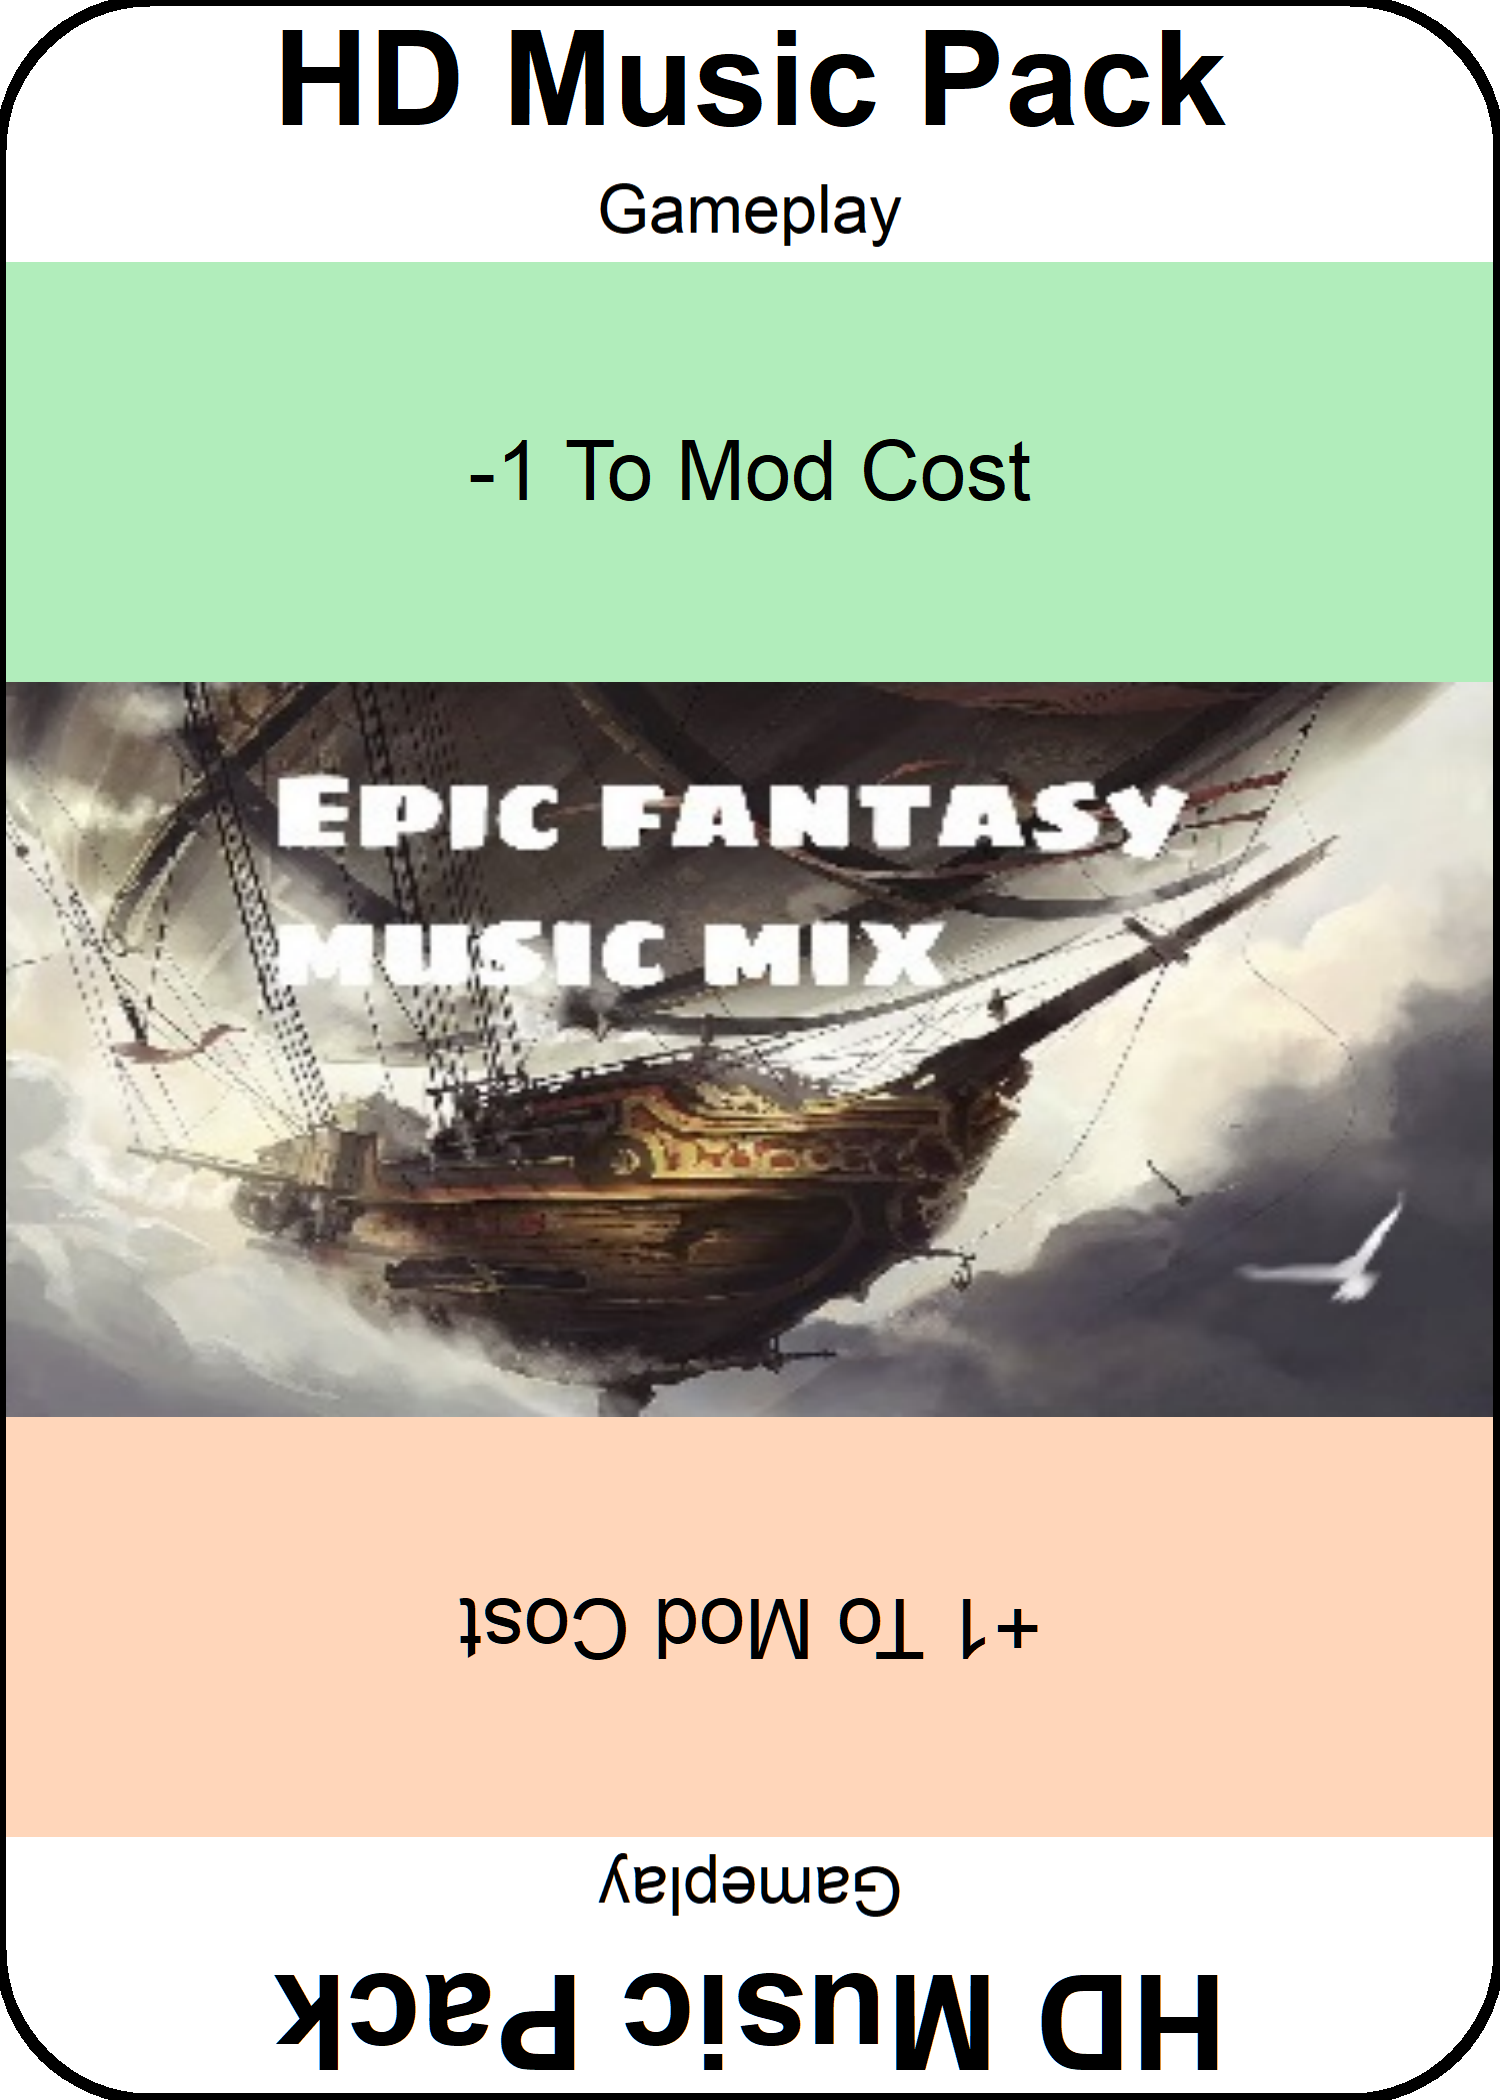 HD Music Pack
Gameplay
-1 To Mod Cost
Epic fantasy
music mix
+1 To Mod Cost
Gameplay
HD Music Pack